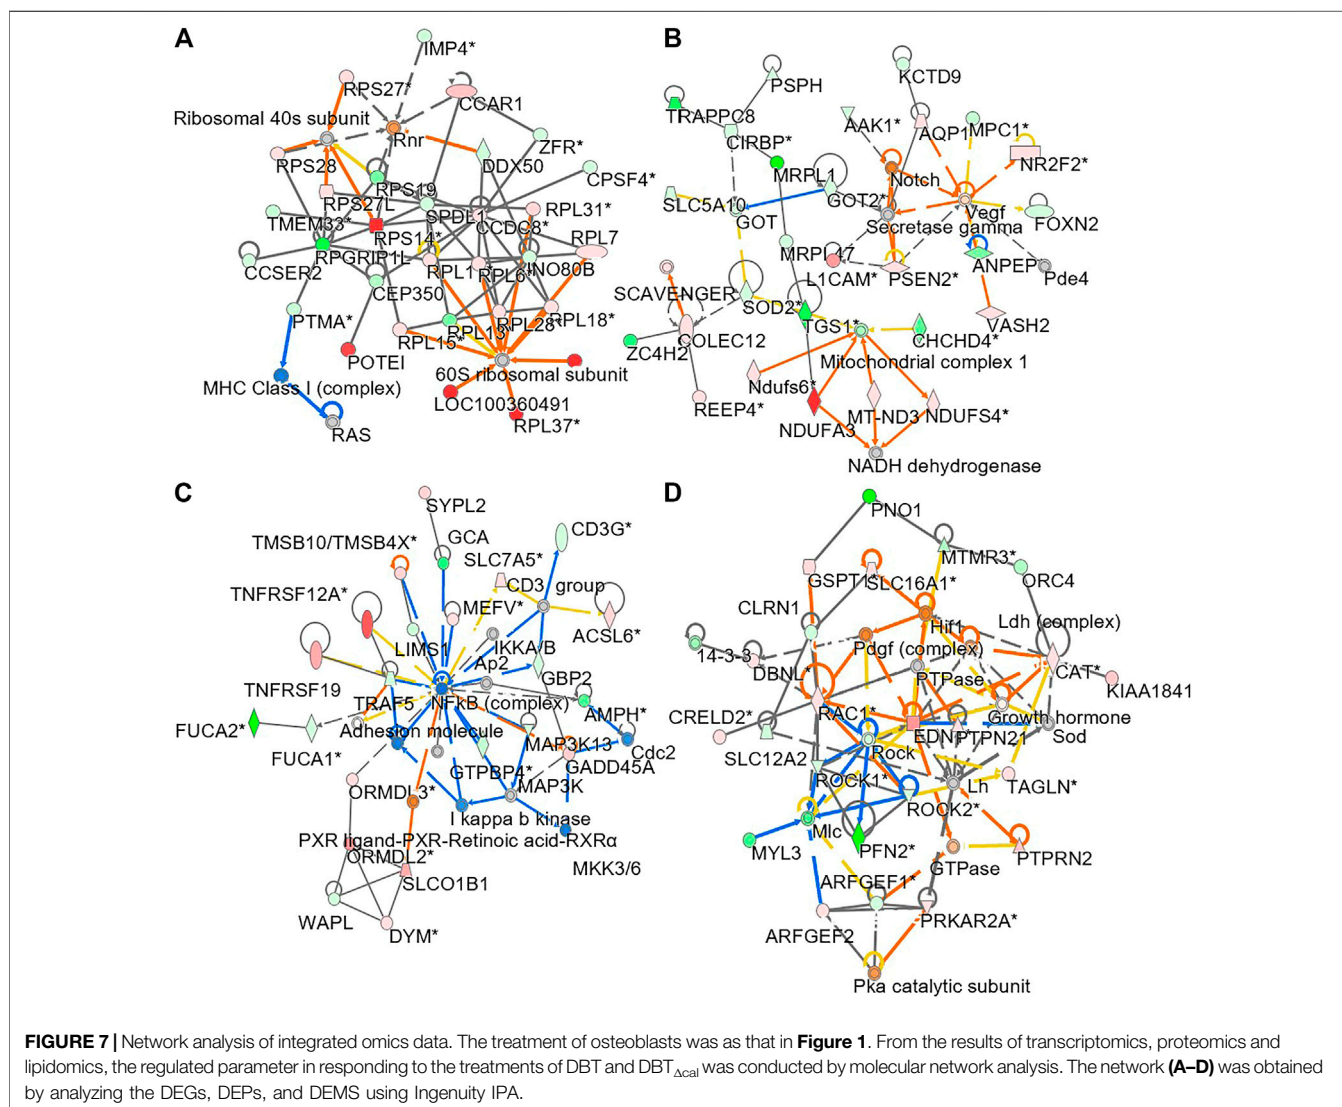 A
IMP4*
RPS27*
CCAR1
Ribosomal 40s subunit
Rnr
ZFR*
RPS28
DDX50
CPSF4*
RPS19
RPS27L
SPDL1
RPL31*
TMEM33*
RPS14*
CCDC8*
RPL7
RPGRIP1L
CCSER2
RPL1*
RPL6*
INO80B
CEP350
PTMA*
RPL13
RPL28*
RPL18*
RPL15*
POTEI
60S ribosomal subunit
MHC Class I (complex)
LOC100360491
RPL37*
RAS
B
PSPH
KCTD9
TRAPPC8
AAK1*
AQP1
MPC1*
CIRBP*
MRPL1
Notch
NR2F2*
SLC5A10
GOT
GOT2*
Vegf
FOXN2
Secretase gamma
MRPL47
L1CAM*
PSEN2*
ANPEP
Pde4
SCAVENGER
SOD2*
TGS1*
VASH2
ZC4H2
COLEC12
CHCHD4*
Mitochondrial complex 1
Ndufs6*
REEP4*
NDUFA3
MT-ND3
NDUFS4*
NADH dehydrogenase
C
SYPL2
TMSB10/TMSB4X*
GCA
CD3G*
SLC7A5*
CD3 group
TNFRSF12A*
MEFV*
ACSL6*
LIMS1
IKKA/B
Ap2
GBP2
TNFRSF19
TRAF5
NFkB (complex)
AMPH*
FUCA2*
Adhesion molecule
MAP3K13
Cdc2
FUCA1*
GTPBP4*
GADD45A
ORMDL3*
MAP3K
I kappa b kinase
PXR ligand-PXR-Retinoic acid-RXRα
ORMDL2*
SLCO1B1
MKK3/6
WAPL
DYM*
D
PNO1
MTMR3*
GSPT1*
SLC16A1*
ORC4
CLRN1
Hif1
Ldh (complex)
14-3-3
Pdgf (complex)
DBNL*
PTPase
CAT*
KIAA1841
CRELD2*
RAC1*
Growth hormone
EDN*
PTPN21
Sod
SLC12A2
Rock
ROCK1*
Lh
TAGLN*
ROCK2*
Mlc
MYL3
PFN2*
GTPase
PTPRN2
ARFGEF1*
PRKAR2A*
ARFGEF2
Pka catalytic subunit
FIGURE 7 | Network analysis of integrated omics data. The treatment of osteoblasts was as that in Figure 1. From the results of transcriptomics, proteomics and
lipidomics, the regulated parameter in responding to the treatments of DBT and DBTΔcal was conducted by molecular network analysis. The network (A–D) was obtained
by analyzing the DEGs, DEPs, and DEMS using Ingenuity IPA.